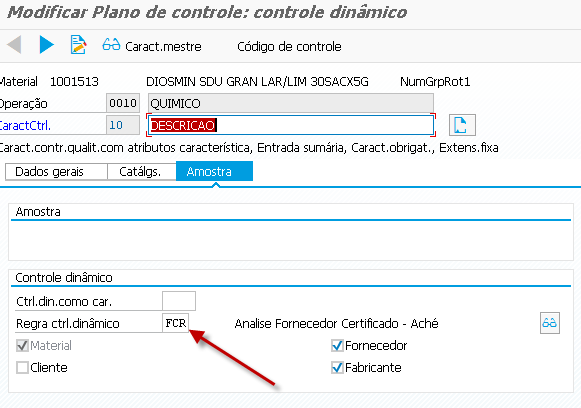 Modificar Plano de controle: controle dinâmico
Caract.mestre Código de controle
Material 1001513 DIOSMIN SDU GRAN LAR/LIM 30SACX5G NumGrpRot1
Operação 0010 QUIMICO
CaractCtrl. 10 DESCRICAO
Caract.contr.qualit.com atributos característica, Entrada sumária, Caract.obrigat., Extens.fixa
Dados gerais Catálgs. Amostra
Amostra
Controle dinâmico
Ctrl.din.como car.
Regra ctrl.dinâmico FCR Analise Fornecedor Certificado - Aché
Material Fornecedor
Cliente Fabricante